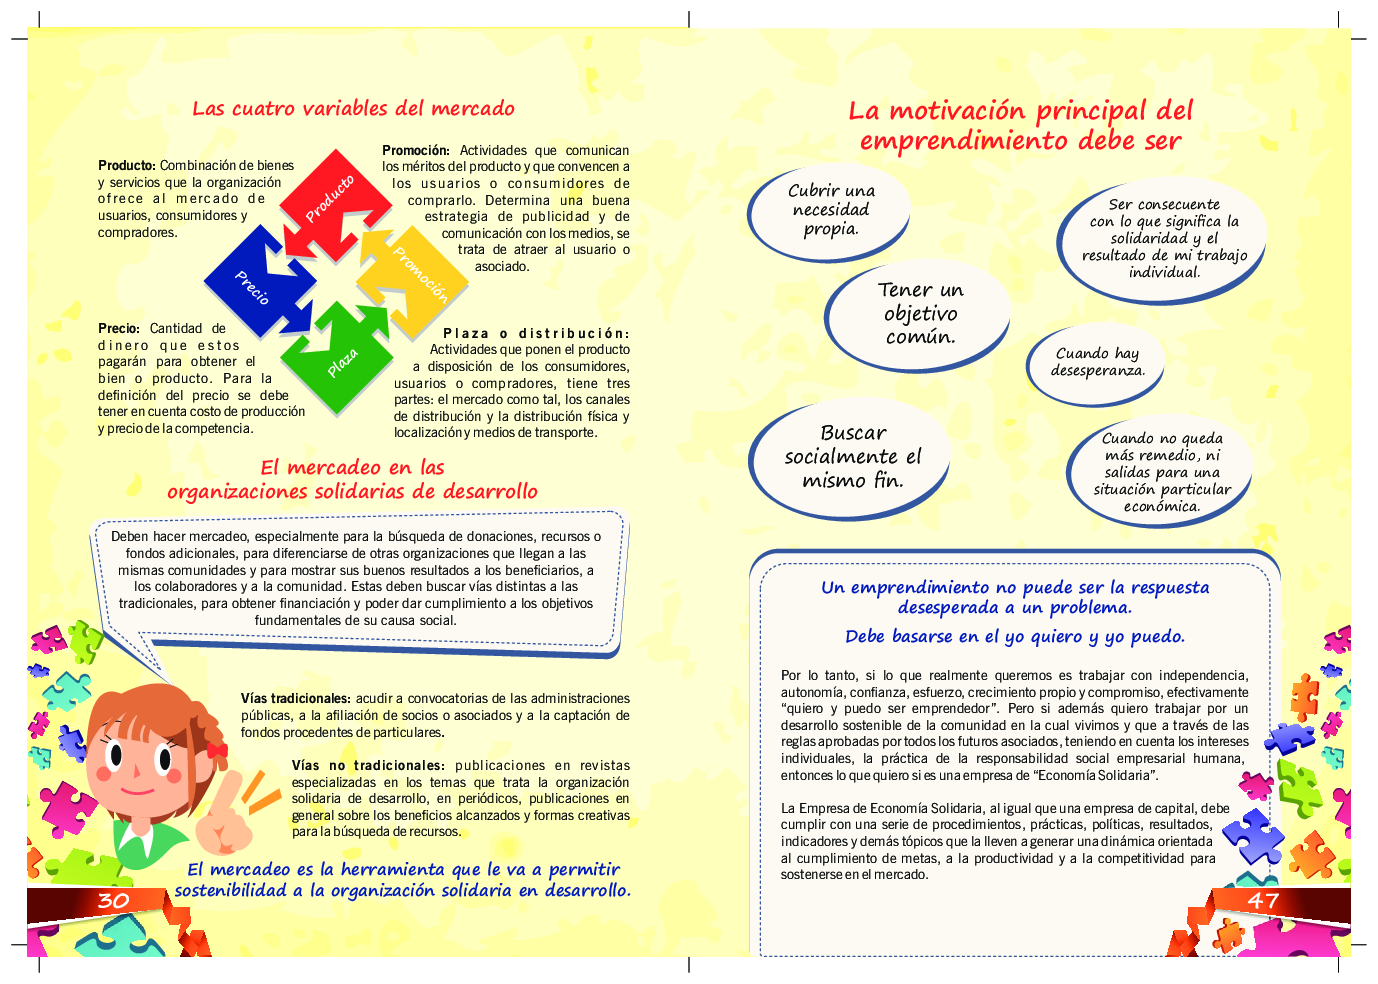 Las cuatro variables del mercado
Producto: Combinación de bienes
y servicios que la organización
ofrece al mercado de
usuarios, consumidores y
compradores.
Promoción: Actividades que comunican
los méritos del producto y que convencen a
los usuarios o consumidores de
comprarlo. Determina una buena
estrategia de publicidad y de
comunicación con los medios, se
trata de atraer al usuario o
asociado.
Producto
Precio
Promoción
Plaza
Precio: Cantidad de
dinero que estos
pagarán para obtener el
bien o producto. Para la
definición del precio se debe
tener en cuenta costo de producción
y precio de la competencia.
Plaza o distribución:
Actividades que ponen el producto
a disposición de los consumidores,
usuarios o compradores, tiene tres
partes: el mercado como tal, los canales
de distribución y la distribución física y
localización y medios de transporte.
El mercadeo en las
organizaciones solidarias de desarrollo
Deben hacer mercadeo, especialmente para la búsqueda de donaciones, recursos o
fondos adicionales, para diferenciarse de otras organizaciones que llegan a las
mismas comunidades y para mostrar sus buenos resultados a los beneficiarios, a
los colaboradores y a la comunidad. Estas deben buscar vías distintas a las
tradicionales, para obtener financiación y poder dar cumplimiento a los objetivos
fundamentales de su causa social.
Vías tradicionales: acudir a convocatorias de las administraciones
públicas, a la afiliación de socios o asociados y a la captación de
fondos procedentes de particulares.
Vías no tradicionales: publicaciones en revistas
especializadas en los temas que trata la organización
solidaria de desarrollo, en periódicos, publicaciones en
general sobre los beneficios alcanzados y formas creativas
para la búsqueda de recursos.
El mercadeo es la herramienta que le va a permitir
sostenibilidad a la organización solidaria en desarrollo.
30
La motivación principal del
emprendimiento debe ser
Cubrir una
necesidad
propia.
Ser consecuente
con lo que significa la
solidaridad y el
resultado de mi trabajo
individual.
Tener un
objetivo
común.
Cuando hay
desesperanza.
Buscar
socialmente el
mismo fin.
Cuando no queda
más remedio, ni
salidas para una
situación particular
económica.
Un emprendimiento no puede ser la respuesta
desesperada a un problema.
Debe basarse en el yo quiero y yo puedo.
Por lo tanto, si lo que realmente queremos es trabajar con independencia,
autonomía, confianza, esfuerzo, crecimiento propio y compromiso, efectivamente
“quiero y puedo ser emprendedor”. Pero si además quiero trabajar por un
desarrollo sostenible de la comunidad en la cual vivimos y que a través de las
reglas aprobadas por todos los futuros asociados, teniendo en cuenta los intereses
individuales, la práctica de la responsabilidad social empresarial humana,
entonces lo que quiero si es una empresa de “Economía Solidaria”.
La Empresa de Economía Solidaria, al igual que una empresa de capital, debe
cumplir con una serie de procedimientos, prácticas, políticas, resultados,
indicadores y demás tópicos que la lleven a generar una dinámica orientada
al cumplimiento de metas, a la productividad y a la competitividad para
sostenerse en el mercado.
47